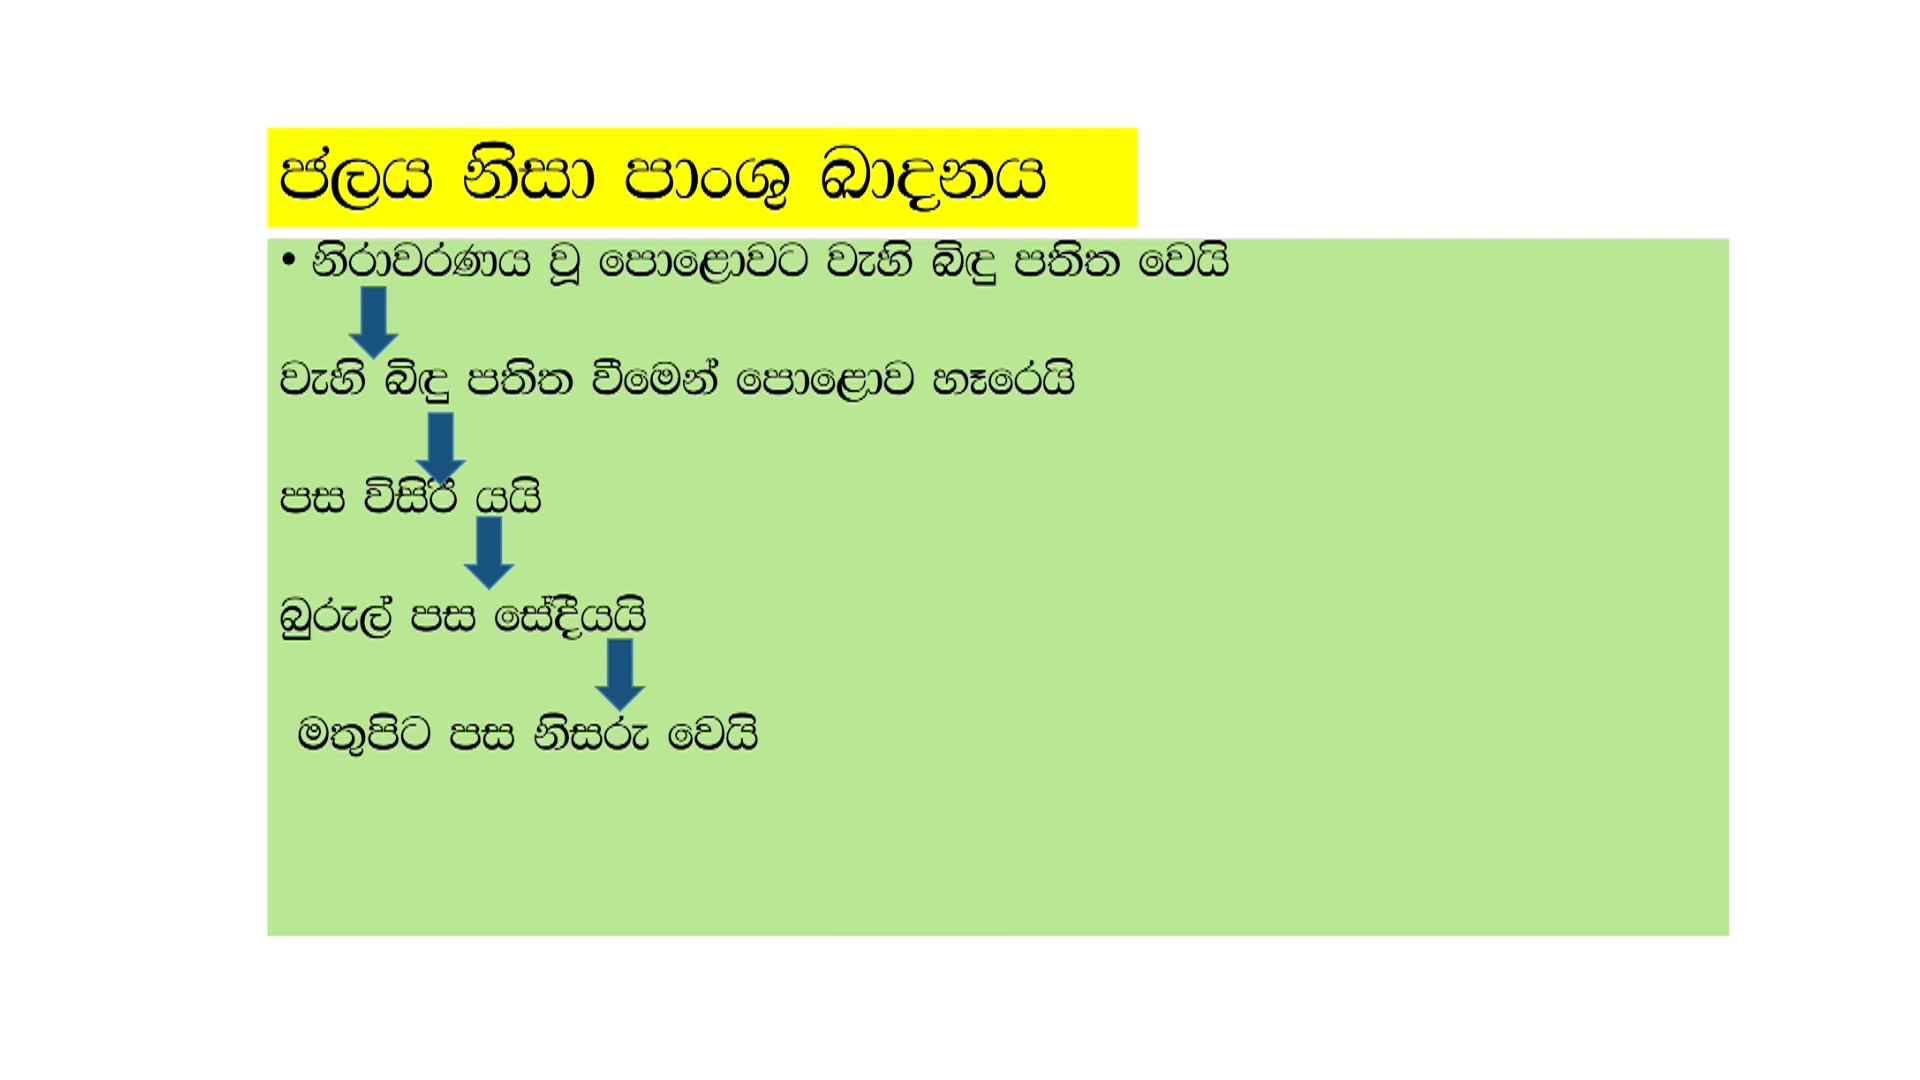 ජලය නිසා පාංශු ඛාදනය
• නිරාවරණය වූ පොළොවට වැහි බිඳු පතිත වෙයි
වැහි බිඳු පතිත වීමෙන් පොළොව හෑරෙයි
පස විසිරී යයි
බුරුල් පස සේදීයයි
මතුපිට පස නිසරු වෙයි